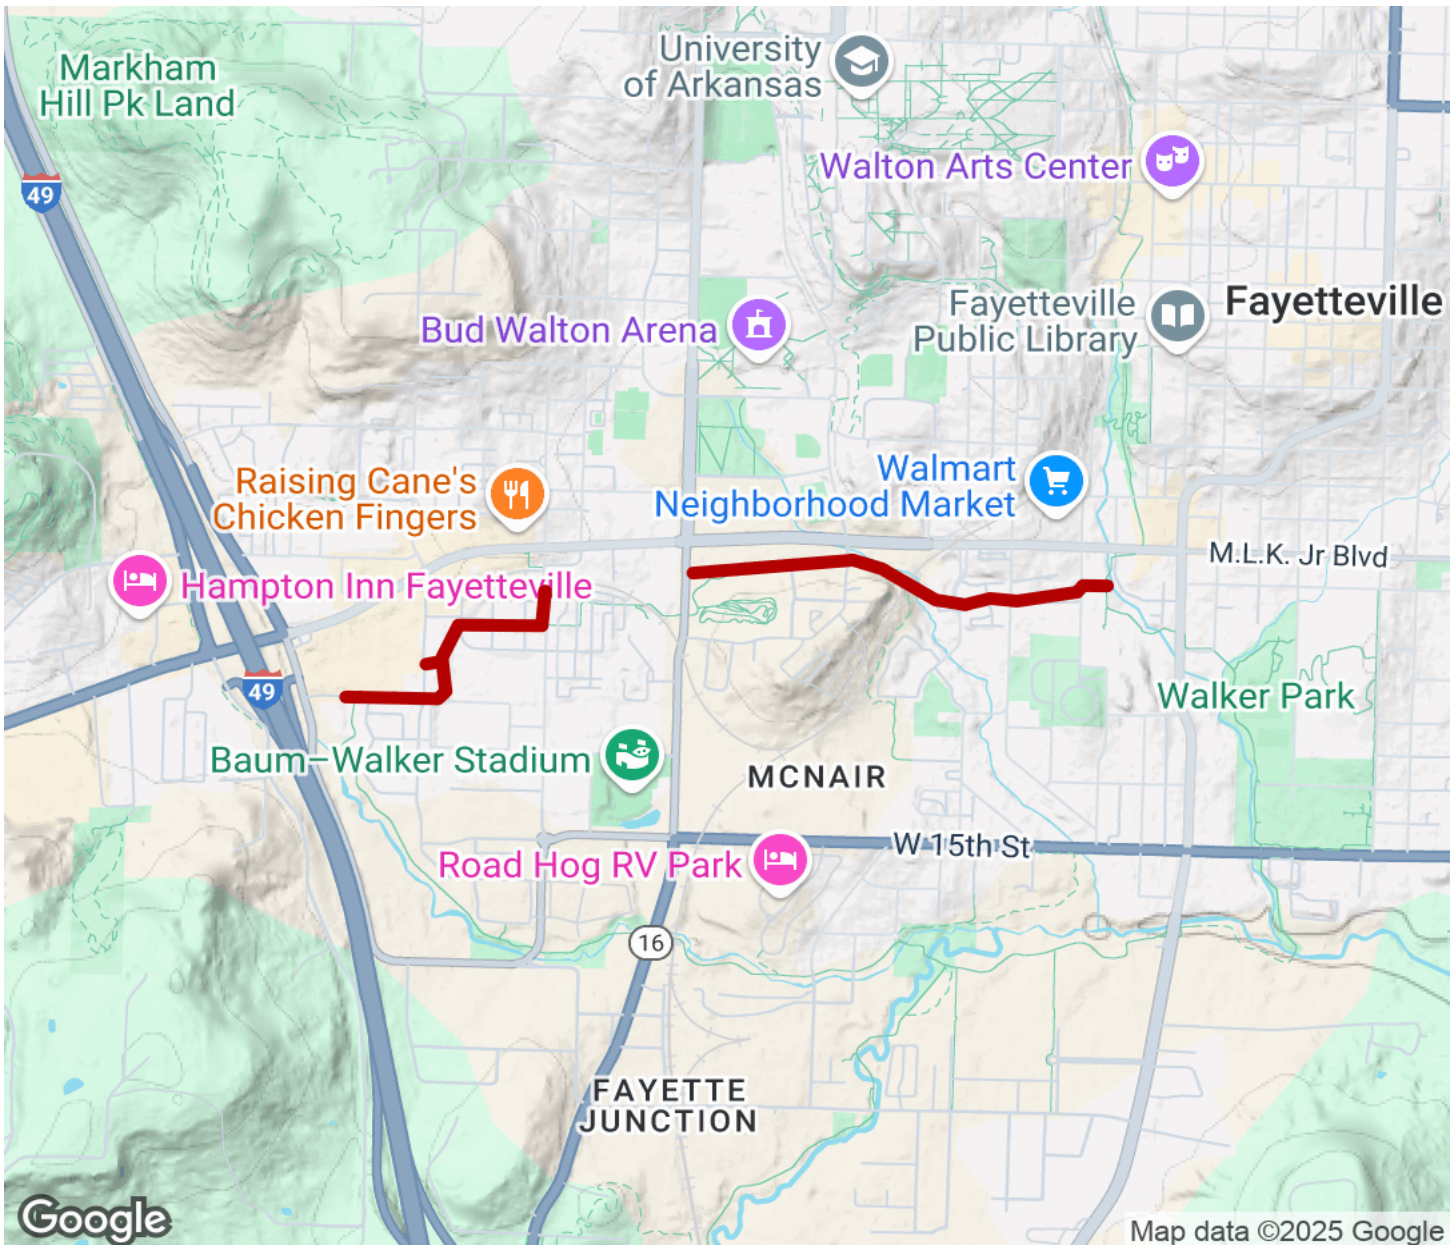 University
of Arkansas
Markham
Hill Pk Land
Walton Arts Center
49
Fayetteville
Public Library
Fayetteville
Bud Walton Arena
Walmart
Neighborhood Market
Raising Cane's
Chicken Fingers
M.L.K. Jr Blvd
Hampton Inn Fayetteville
49
Walker Park
Baum–Walker Stadium
MCNAIR
W 15th St
Road Hog RV Park
16
FAYETTE
JUNCTION
Google
Map data ©2025 Google